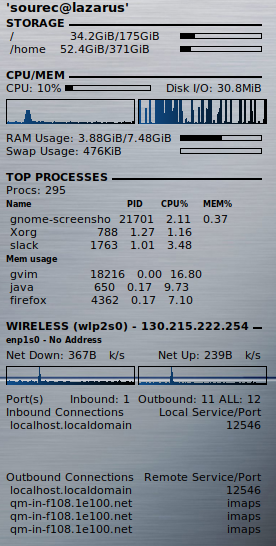 'sourec@lazarus'
STORAGE
/ 34.2GiB/175GiB
/home 52.4GiB/371GiB
CPU/MEM
CPU: 10% Disk I/O: 30.8MiB
RAM Usage: 3.88GiB/7.48GiB
Swap Usage: 476KiB
TOP PROCESSES
Procs: 295
Name PID CPU% MEM%
gnome-screensho 21701 2.11 0.37
Xorg 788 1.27 1.16
slack 1763 1.01 3.48
Mem usage
gvim 18216 0.00 16.80
java 650 0.17 9.73
firefox 4362 0.17 7.10
WIRELESS (wlp2s0) - 130.215.222.254
enp1s0 - No Address
Net Down: 367B k/s Net Up: 239B k/s
Port(s) Inbound: 1 Outbound: 11 ALL: 12
Inbound Connections Local Service/Port
localhost.localdomain 12546
Outbound Connections Remote Service/Port
localhost.localdomain 12546
qm-in-f108.1e100.net imaps
qm-in-f108.1e100.net imaps
qm-in-f108.1e100.net imaps